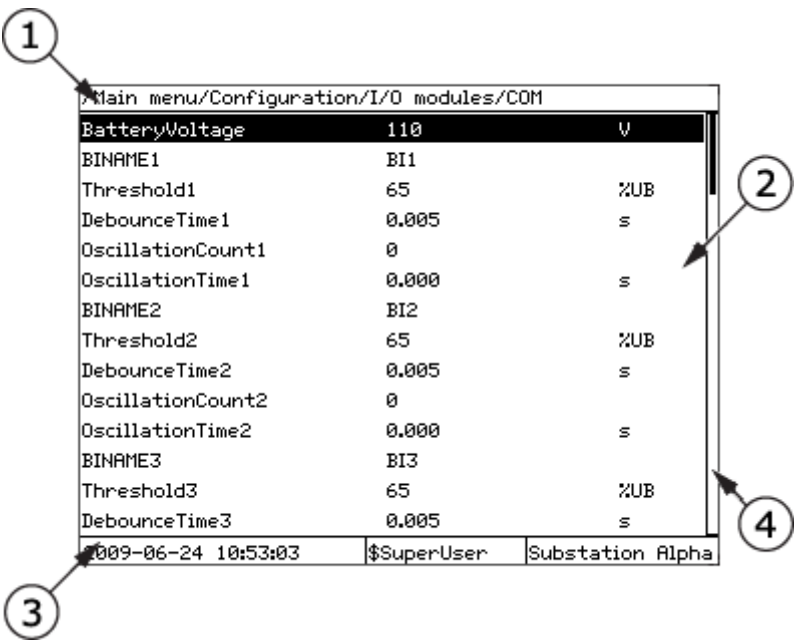 1
/Main menu/Configuration/I/O modules/COM
BatteryVoltage 110 V
BINAME1 BI1
Threshold1 65 %UB
2
DebounceTime1 0.005 s
OscillationCount1 0
OscillationTime1 0.000 s
BINAME2 BI2
Threshold2 65 %UB
DebounceTime2 0.005 s
OscillationCount2 0
OscillationTime2 0.000 s
BINAME3 BI3
Threshold3 65 %UB
DebounceTime3 0.005 s
4
2009-06-24 10:53:03 $SuperUser Substation Alpha
3